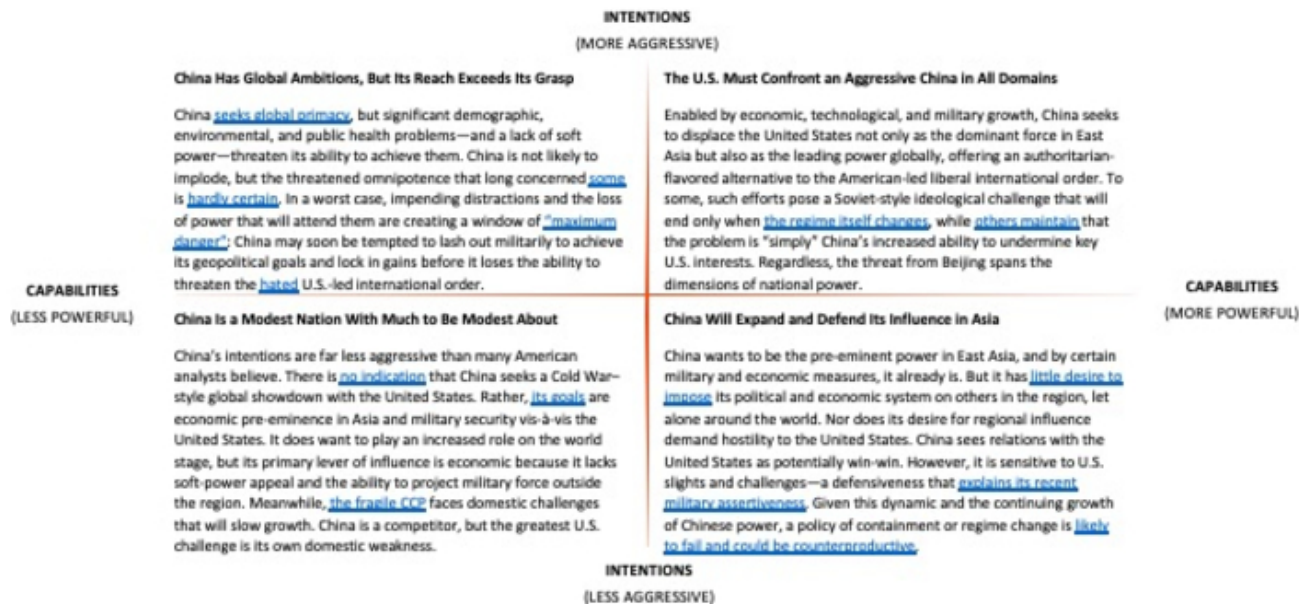 INTENTIONS
(MORE AGGRESSIVE)
China Has Global Ambitions, But Its Reach Exceeds Its Grasp
China seeks global primacy, but significant demographic,
environmental, and public health problems—and a lack of soft
power—threaten its ability to achieve them. China is not likely to
implode, but the threatened omnipotence that long concerned some
is hardly certain. In a worst case, impending distractions and the loss
of power that will attend them are creating a window of "maximum
danger": China may soon be tempted to lash out militarily to achieve
its geopolitical goals and lock in gains before it loses the ability to
threaten the hated U.S.-led international order.
The U.S. Must Confront an Aggressive China in All Domains
Enabled by economic, technological, and military growth, China seeks
to displace the United States not only as the dominant force in East
Asia but also as the leading power globally, offering an authoritarian-
flavored alternative to the American-led liberal international order. To
some, such efforts pose a Soviet-style ideological challenge that will
end only when the regime itself changes, while others maintain that
the problem is "simply" China's increased ability to undermine key
U.S. interests. Regardless, the threat from Beijing spans the
dimensions of national power.
CAPABILITIES
(LESS POWERFUL)
CAPABILITIES
(MORE POWERFUL)
China Is a Modest Nation With Much to Be Modest About
China's intentions are far less aggressive than many American
analysts believe. There is no indication that China seeks a Cold War–
style global showdown with the United States. Rather, its goals are
economic pre-eminence in Asia and military security vis-à-vis the
United States. It does want to play an increased role on the world
stage, but its primary lever of influence is economic because it lacks
soft-power appeal and the ability to project military force outside
the region. Meanwhile, the fragile CCP faces domestic challenges
that will slow growth. China is a competitor, but the greatest U.S.
challenge is its own domestic weakness.
China Will Expand and Defend Its Influence in Asia
China wants to be the pre-eminent power in East Asia, and by certain
military and economic measures, it already is. But it has little desire to
impose its political and economic system on others in the region, let
alone around the world. Nor does its desire for regional influence
demand hostility to the United States. China sees relations with the
United States as potentially win-win. However, it is sensitive to U.S.
slights and challenges—a defensiveness that explains its recent
military assertiveness. Given this dynamic and the continuing growth
of Chinese power, a policy of containment or regime change is likely
to fail and could be counterproductive.
INTENTIONS
(LESS AGGRESSIVE)